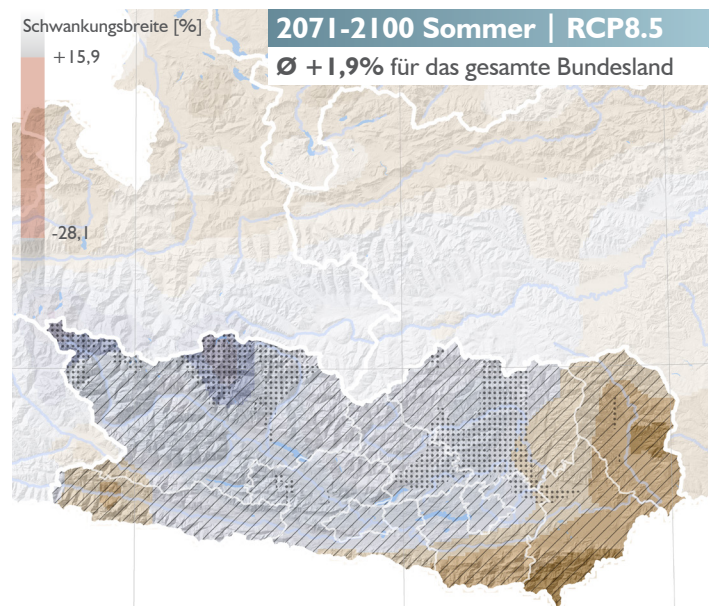 Schwankungsbreite [%]
+15,9
-28,1
2071-2100 Sommer | RCP8.5
Ø +1,9% für das gesamte Bundesland